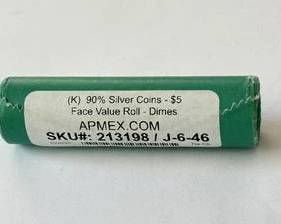 (K) 90% Silver Coins - $5
Face Value Roll - Dimes
APMEX.COM
SKU#: 213198 / J-6-46